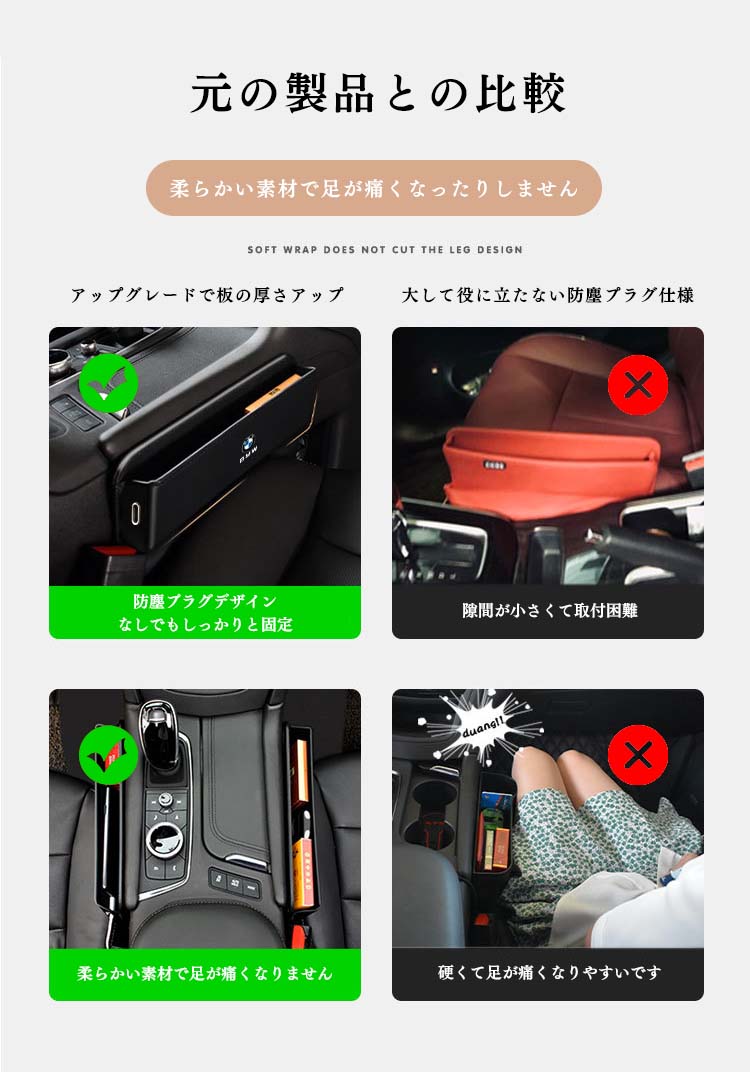 元の製品との比較
柔らかい素材で足が痛くなったりしません
SOFT WRAP DOES NOT CUT THE LEG DESIGN
アップグレードで板の厚さアップ
大して役に立たない防塵プラグ仕様
BMW
防塵プラグデザイン
なしでもしっかりと固定
隙間が小さくて取付困難
duang!!
柔らかい素材で足が痛くなりません
硬くて足が痛くなりやすいです